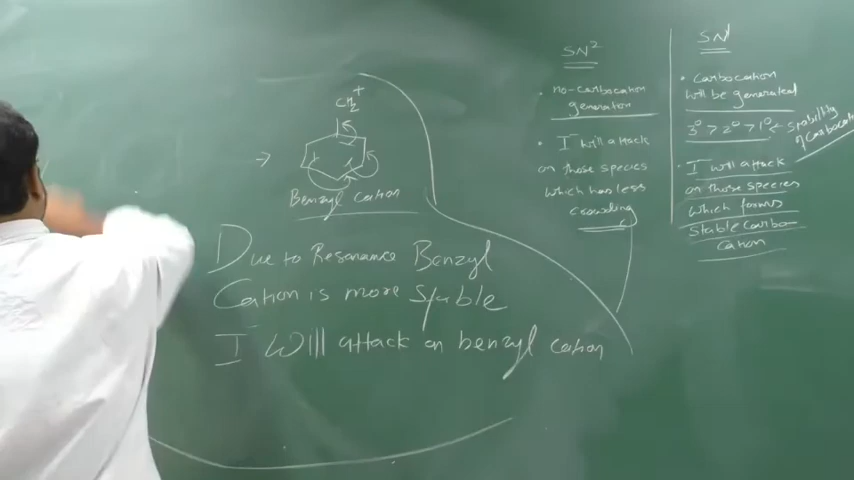 CH2+
Benzyl cation
Due to Resonance Benzyl
Cation is more stable
I will attack on benzyl cation
SN2
no-carbocation
generation
I will attack
on those species
which has less
crowding
SN1
Carbocation
will be generated
3° > 2° > 1° ← stability
of Carbocat
I will attack
on those species
which forms
stable carbo
cation